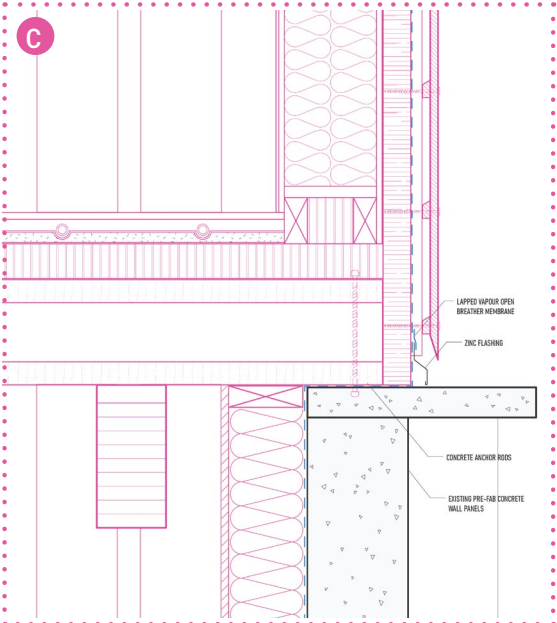 C
LAPPED VAPOUR OPEN
BREATHER MEMBRANE
ZINC FLASHING
CONCRETE ANCHOR RODS
EXISTING PRE-FAB CONCRETE
WALL PANELS